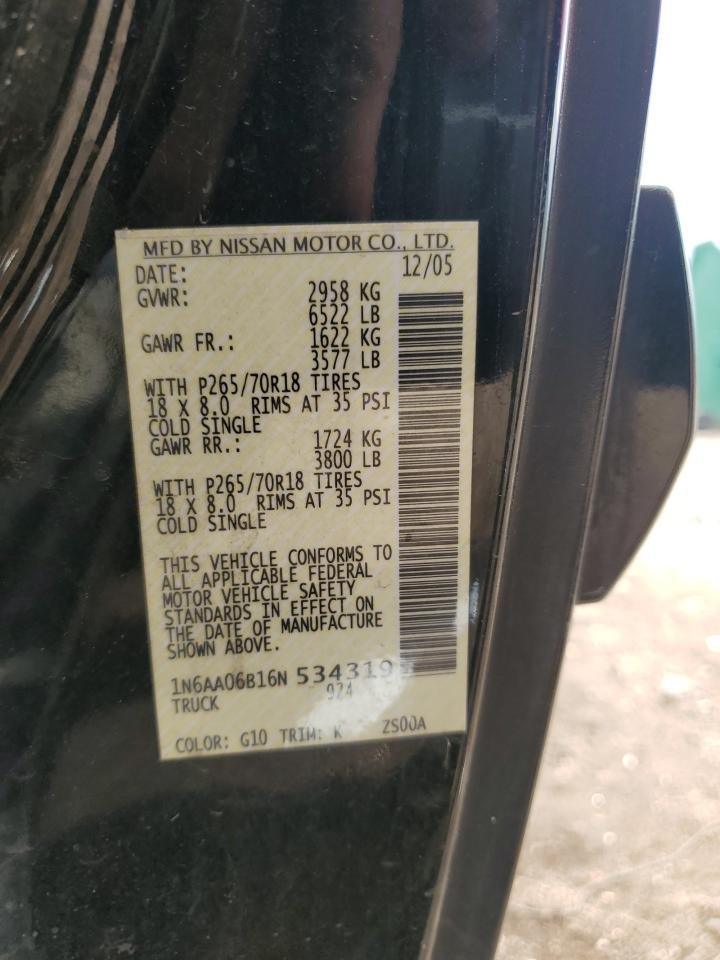 MFD BY NISSAN MOTOR CO., LTD.
DATE: 12/05
GVWR: 2958 KG
6522 LB
GAWR FR.: 1622 KG
3577 LB
WITH P265/70R18 TIRES
18 X 8.0 RIMS AT 35 PSI
COLD SINGLE
GAWR RR.: 1724 KG
3800 LB
WITH P265/70R18 TIRES
18 X 8.0 RIMS AT 35 PSI
COLD SINGLE
THIS VEHICLE CONFORMS TO
ALL APPLICABLE FEDERAL
MOTOR VEHICLE SAFETY
STANDARDS IN EFFECT ON
THE DATE OF MANUFACTURE
SHOWN ABOVE.
1N6AA06B16N 534319
TRUCK 9Z4
COLOR: G10 TRIM: K ZS00A